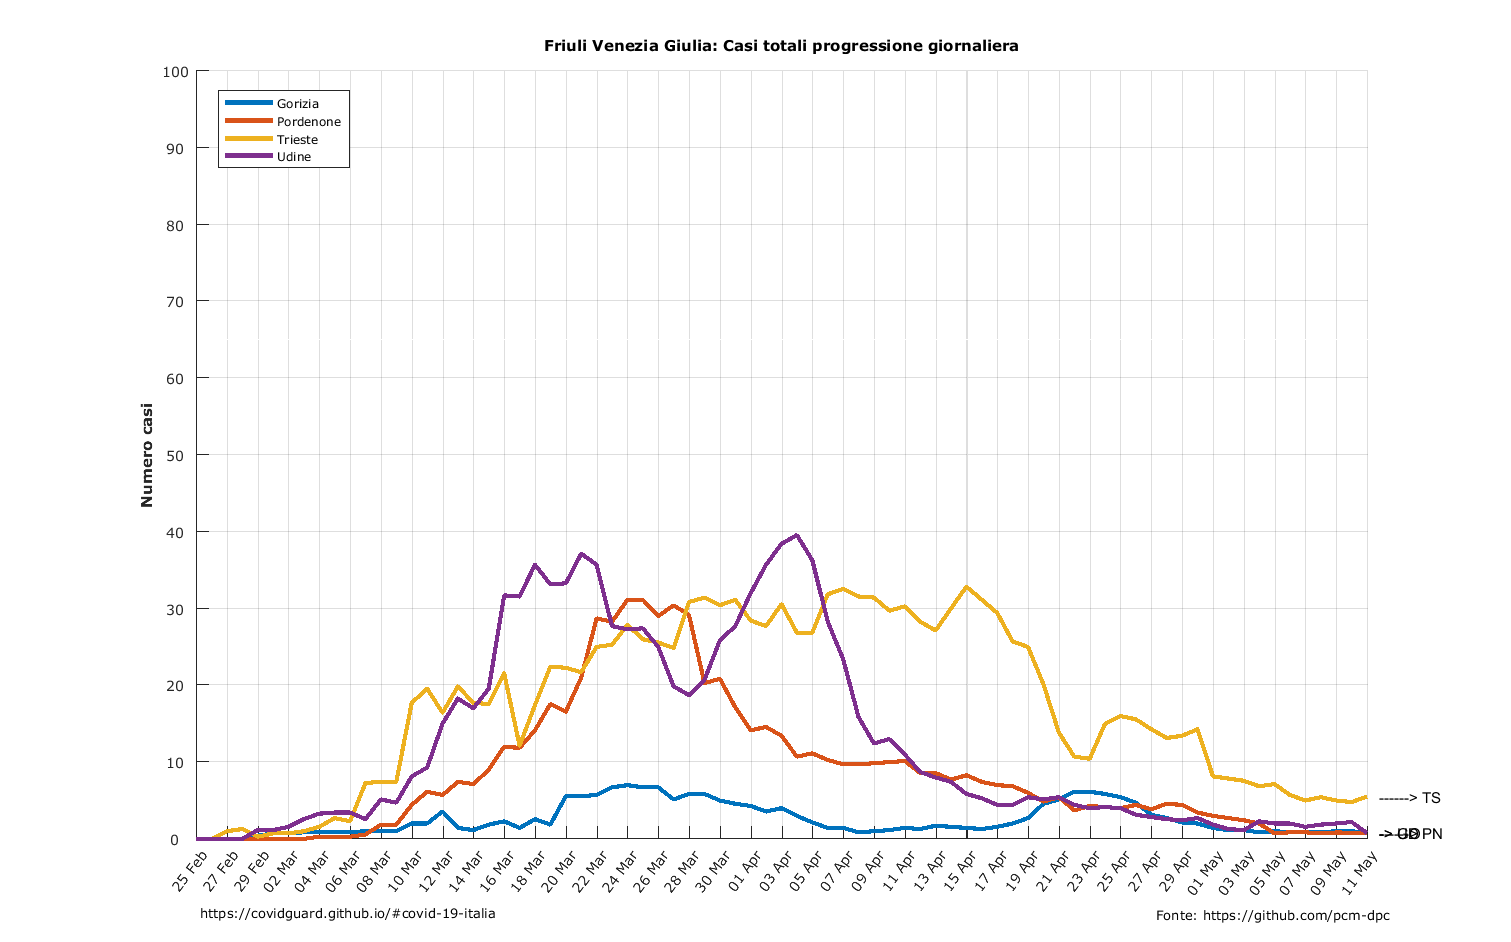 Friuli Venezia Giulia: Casi totali progressione giornaliera
Numero casi
100
90
80
70
60
50
40
30
20
10
0
Gorizia
Pordenone
Trieste
Udine
25 Feb
27 Feb
29 Feb
02 Mar
04 Mar
06 Mar
08 Mar
10 Mar
12 Mar
14 Mar
16 Mar
18 Mar
20 Mar
22 Mar
24 Mar
26 Mar
28 Mar
30 Mar
01 Apr
03 Apr
05 Apr
07 Apr
09 Apr
11 Apr
13 Apr
15 Apr
17 Apr
19 Apr
21 Apr
23 Apr
25 Apr
27 Apr
29 Apr
01 May
03 May
05 May
07 May
09 May
11 May
------> TS
PN
https://covidguard.github.io/#covid-19-italia
Fonte: https://github.com/pcm-dpc